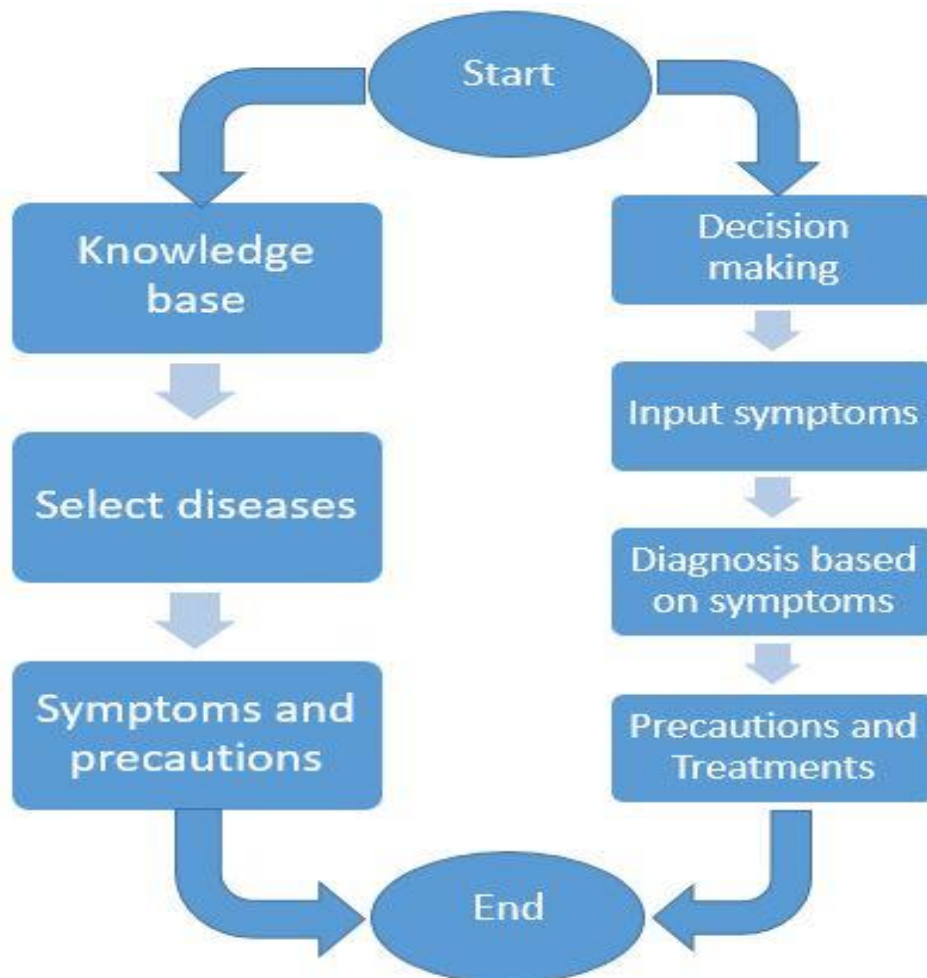 Start
Knowledge
base
Select diseases
Symptoms and
precautions
Decision
making
Input symptoms
Diagnosis based
on symptoms
Precautions and
Treatments
End